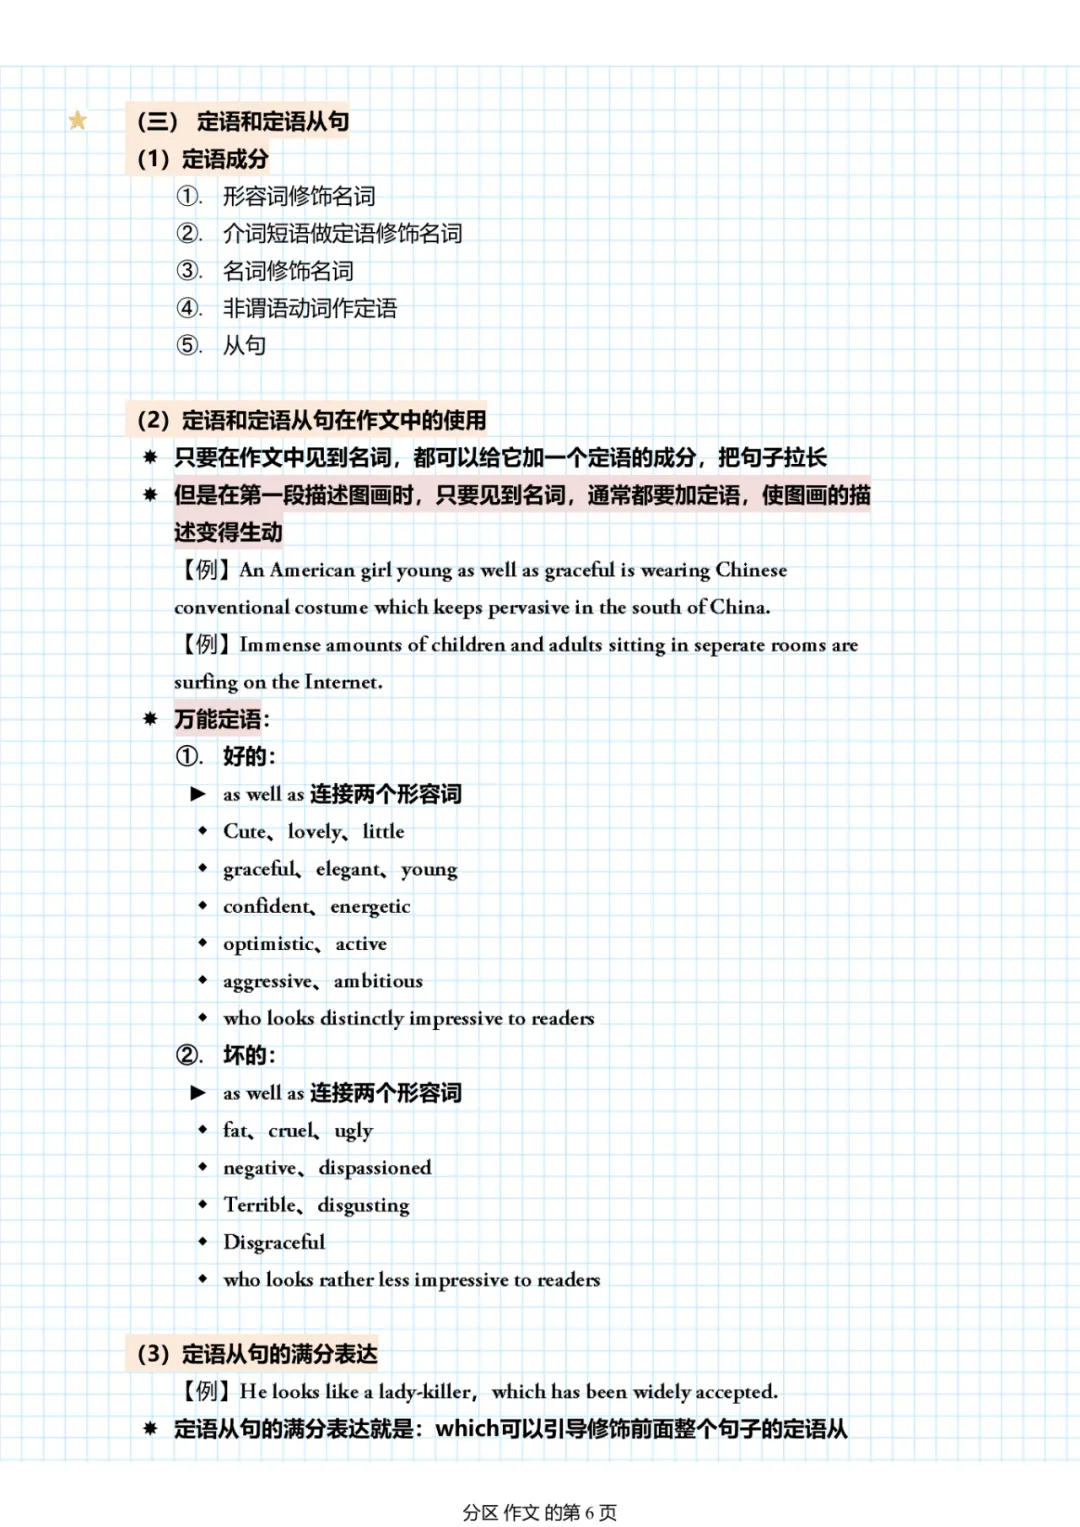 （三） 定语和定语从句
（1）定语成分
①. 形容词修饰名词
②. 介词短语做定语修饰名词
③. 名词修饰名词
④. 非谓语动词作定语
⑤. 从句
（2）定语和定语从句在作文中的使用
✸ 只要在作文中见到名词，都可以给它加一个定语的成分，把句子拉长
✸ 但是在第一段描述图画时，只要见到名词，通常都要加定语，使图画的描
述变得生动
【例】An American girl young as well as graceful is wearing Chinese
conventional costume which keeps pervasive in the south of China.
【例】Immense amounts of children and adults sitting in seperate rooms are
surfing on the Internet.
✸ 万能定语：
①. 好的：
► as well as 连接两个形容词
◆ Cute、lovely、little
◆ graceful、elegant、young
◆ confident、energetic
◆ optimistic、active
◆ aggressive、ambitious
◆ who looks distinctly impressive to readers
②. 坏的：
► as well as 连接两个形容词
◆ fat、cruel、ugly
◆ negative、dispassioned
◆ Terrible、disgusting
◆ Disgraceful
◆ who looks rather less impressive to readers
（3）定语从句的满分表达
【例】He looks like a lady-killer，which has been widely accepted.
✸ 定语从句的满分表达就是：which可以引导修饰前面整个句子的定语从
分区 作文 的第 6 页